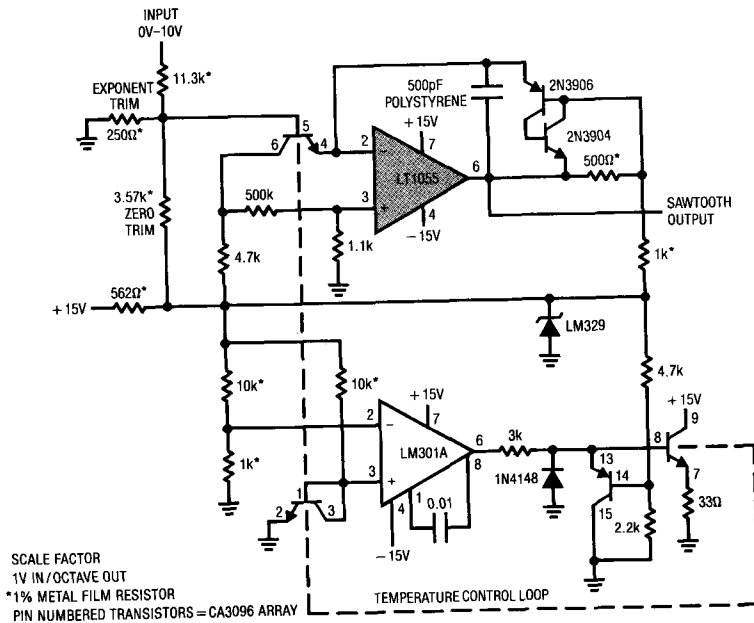 INPUT
0V–10V
11.3k*
EXPONENT
TRIM
250Ω*
5
6
4
500pF
POLYSTYRENE
2N3906
2N3904
+15V
7
2
–
LT1055
6
3
+
4
–15V
500Ω*
SAWTOOTH
OUTPUT
3.57k*
ZERO
TRIM
500k
1.1k
4.7k
1k*
562Ω*
+15V
LM329
10k*
10k*
4.7k
+15V
7
2
–
LM301A
6
8
3
+
1
4
0.01
–15V
3k
1N4148
13
14
15
+15V
9
8
7
33Ω
2.2k
1k*
1
2
3
SCALE FACTOR
1V IN/OCTAVE OUT
*1% METAL FILM RESISTOR
PIN NUMBERED TRANSISTORS = CA3096 ARRAY
TEMPERATURE CONTROL LOOP